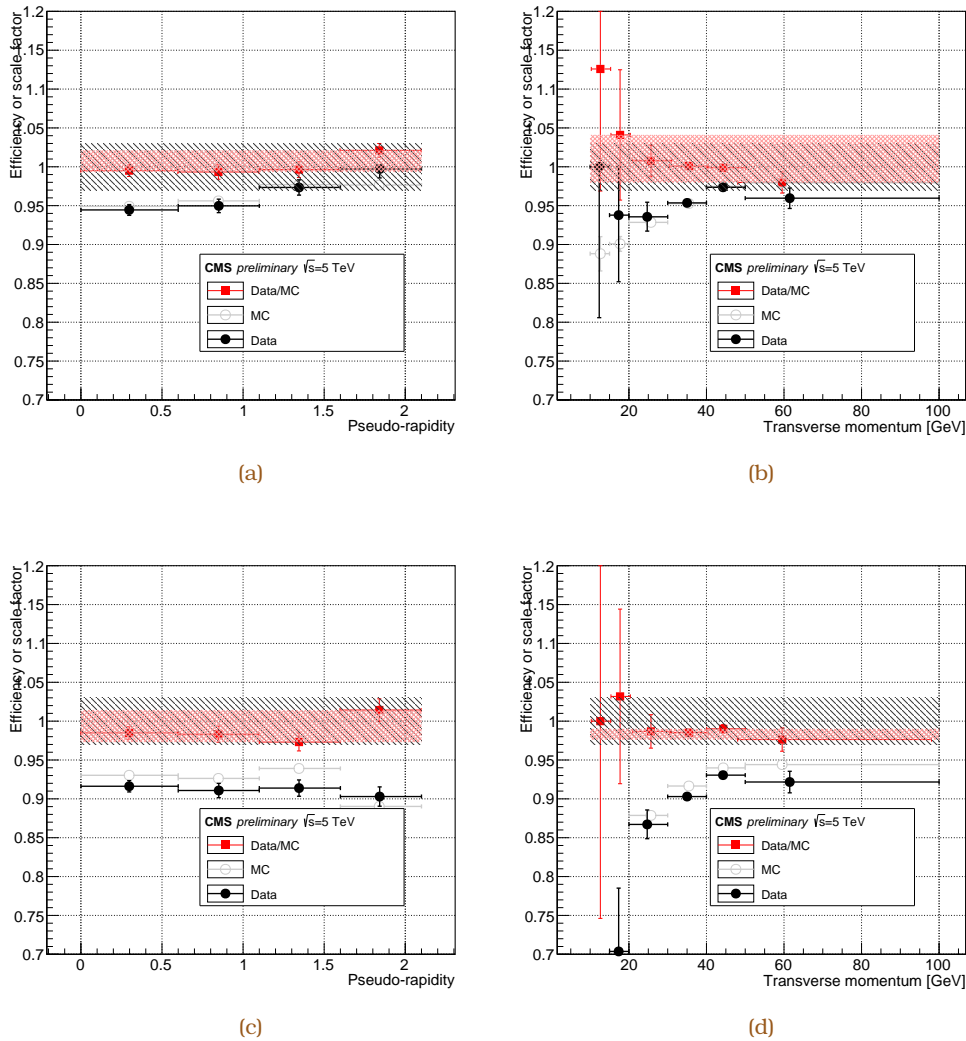 Efficiency or scale factor
1.2
1.15
1.1
1.05
1
0.95
0.9
0.85
0.8
0.75
0.7
CMS preliminary √s=5 TeV
Data/MC
MC
Data
0 0.5 1 1.5 2
Pseudo-rapidity
(a)
Efficiency or scale factor
1.2
1.15
1.1
1.05
1
0.95
0.9
0.85
0.8
0.75
0.7
CMS preliminary √s=5 TeV
Data/MC
MC
Data
20 40 60 80 100
Transverse momentum [GeV]
(b)
Efficiency or scale factor
1.2
1.15
1.1
1.05
1
0.95
0.9
0.85
0.8
0.75
0.7
CMS preliminary √s=5 TeV
Data/MC
MC
Data
0 0.5 1 1.5 2
Pseudo-rapidity
(c)
Efficiency or scale factor
1.2
1.15
1.1
1.05
1
0.95
0.9
0.85
0.8
0.75
0.7
CMS preliminary √s=5 TeV
Data/MC
MC
Data
20 40 60 80 100
Transverse momentum [GeV]
(d)